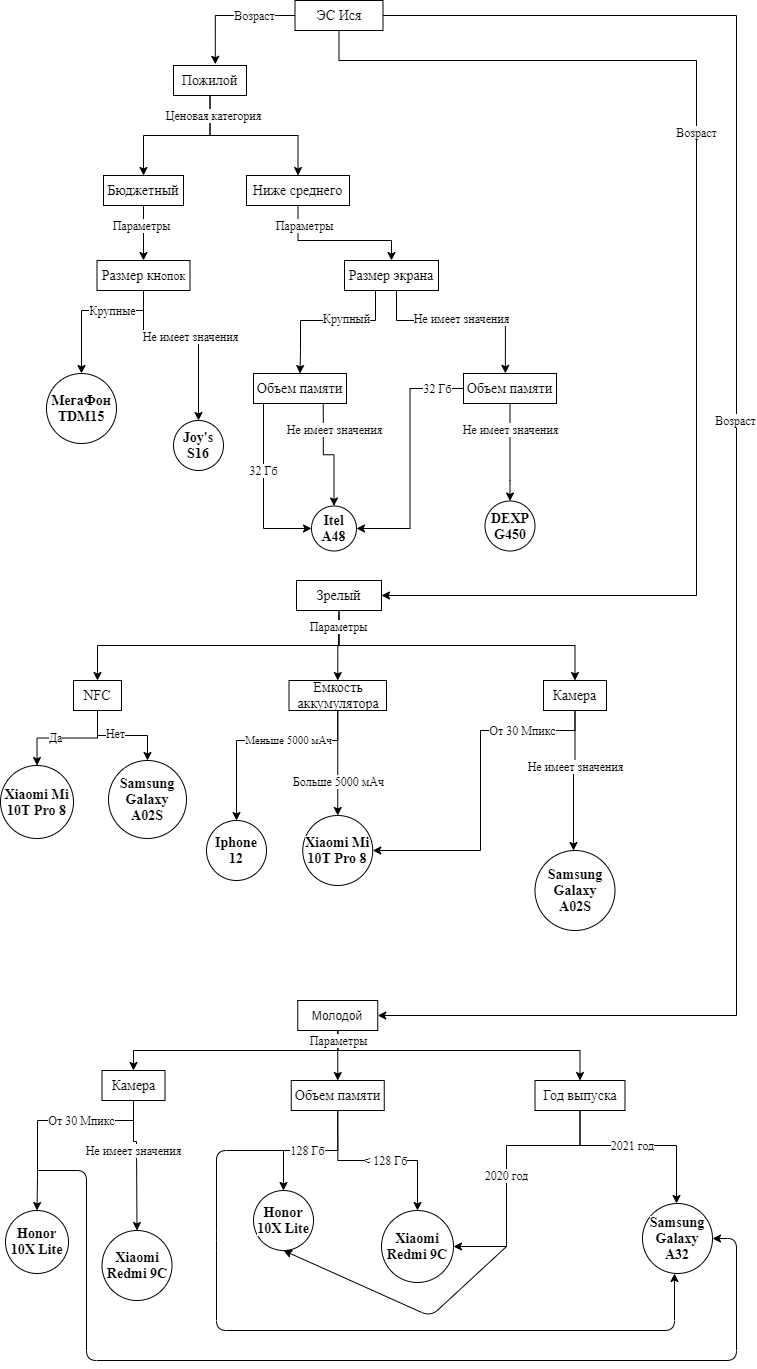 ЭС Ися
Возраст
Пожилой
Ценовая категория
Возраст
Бюджетный
Ниже среднего
Параметры
Параметры
Размер кнопок
Размер экрана
Крупные
Крупный
Не имеет значения
Не имеет значения
МегаФон
TDM15
Объем памяти
32 Гб
Объем памяти
Возраст
Joy's
S16
Не имеет значения
Не имеет значения
32 Гб
Itel
A48
DEXP
G450
Зрелый
Параметры
NFC
Емкость
аккумулятора
Камера
Да
Нет
Меньше 5000 мАч
От 30 Мпикс
Больше 5000 мАч
Не имеет значения
Xiaomi Mi
10T Pro 8
Samsung
Galaxy
A02S
Iphone
12
Xiaomi Mi
10T Pro 8
Samsung
Galaxy
A02S
Молодой
Параметры
Камера
Объем памяти
Год выпуска
От 30 Мпикс
Не имеет значения
128 Гб
< 128 Гб
2021 год
2020 год
Honor
10X Lite
Xiaomi
Redmi 9C
Honor
10X Lite
Xiaomi
Redmi 9C
Samsung
Galaxy
A32